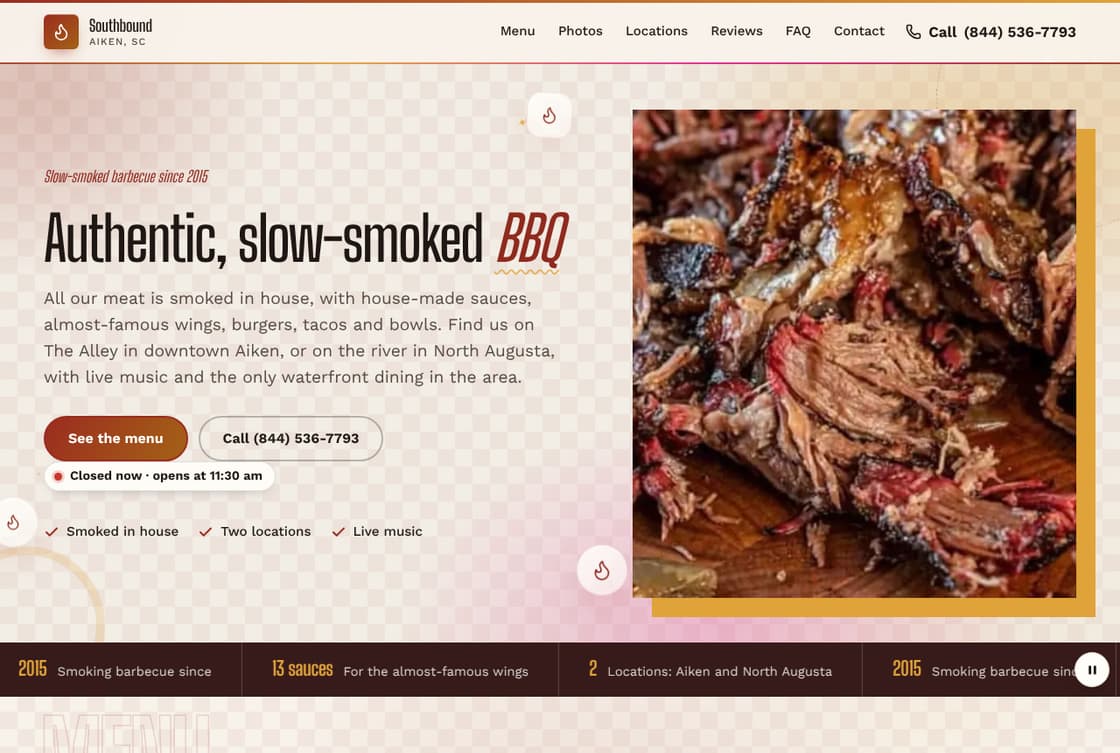 Southbound
AIKEN, SC
Menu
Photos
Locations
Reviews
FAQ
Contact
Call (844) 536-7793
Slow-smoked barbecue since 2015
Authentic, slow-smoked BBQ
All our meat is smoked in house, with house-made sauces,
almost-famous wings, burgers, tacos and bowls. Find us on
The Alley in downtown Aiken, or on the river in North Augusta,
with live music and the only waterfront dining in the area.
See the menu
Call (844) 536-7793
Closed now · opens at 11:30 am
Smoked in house
Two locations
Live music
2015 Smoking barbecue since
13 sauces For the almost-famous wings
2 Locations: Aiken and North Augusta
2015 Smoking barbecue sinc
MENU